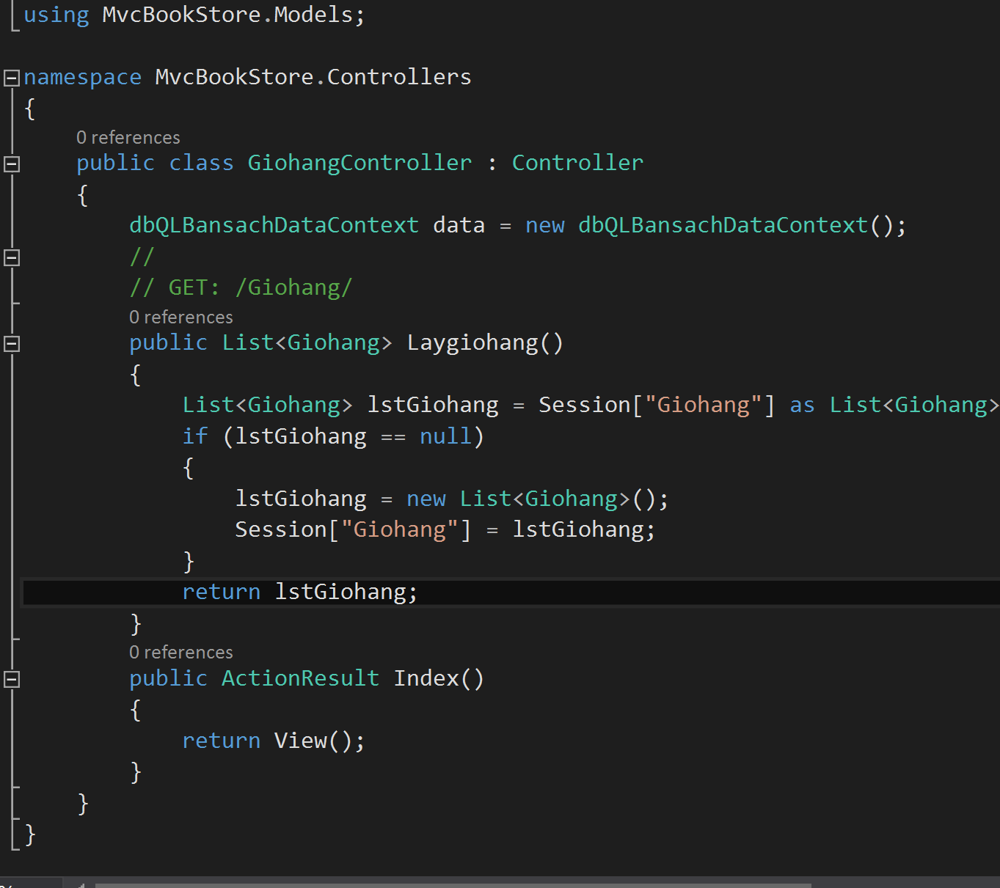 using MvcBookStore.Models;
namespace MvcBookStore.Controllers
{
0 references
public class GiohangController : Controller
{
dbQLBansachDataContext data = new dbQLBansachDataContext();
//
// GET: /Giohang/
0 references
public List<Giohang> Laygiohang()
{
List<Giohang> lstGiohang = Session["Giohang"] as List<Giohang>
if (lstGiohang == null)
{
lstGiohang = new List<Giohang>();
Session["Giohang"] = lstGiohang;
}
return lstGiohang;
}
0 references
public ActionResult Index()
{
return View();
}
}
}